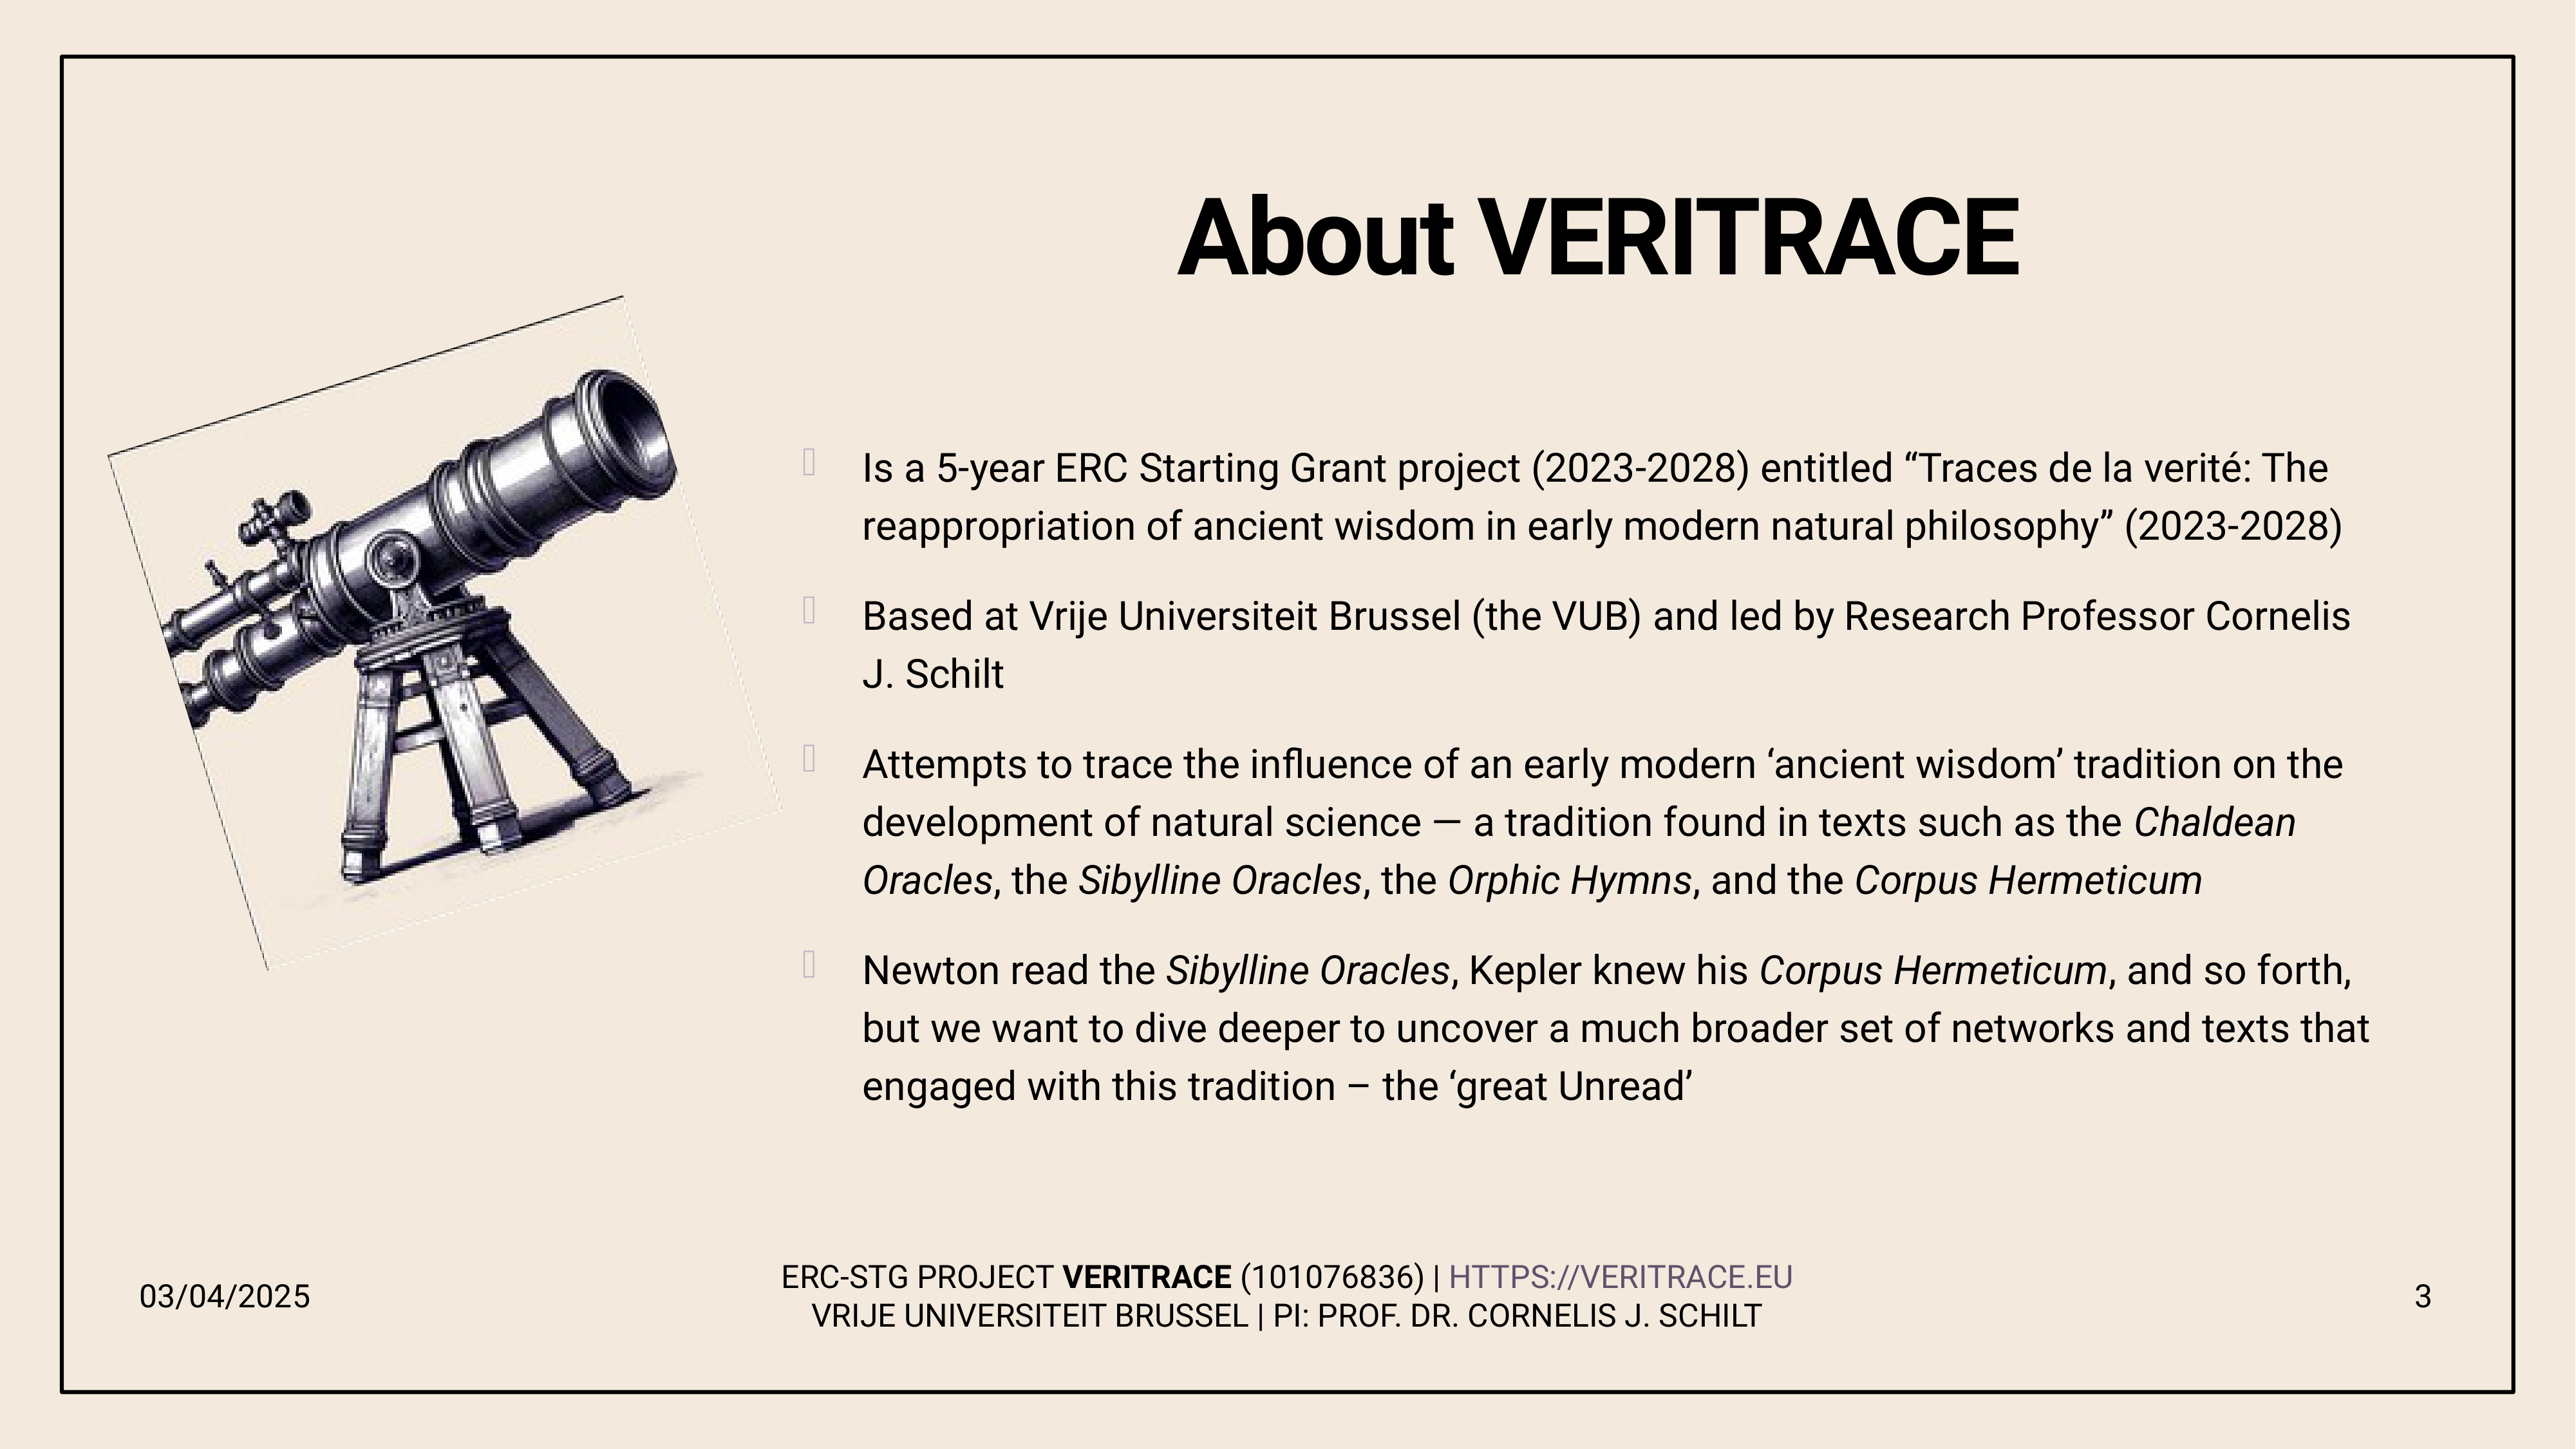 About VERITRACE
Is a 5-year ERC Starting Grant project (2023-2028) entitled “Traces de la verité: The
reappropriation of ancient wisdom in early modern natural philosophy” (2023-2028)
Based at Vrije Universiteit Brussel (the VUB) and led by Research Professor Cornelis
J. Schilt
Attempts to trace the influence of an early modern ‘ancient wisdom’ tradition on the
development of natural science — a tradition found in texts such as the Chaldean
Oracles, the Sibylline Oracles, the Orphic Hymns, and the Corpus Hermeticum
Newton read the Sibylline Oracles, Kepler knew his Corpus Hermeticum, and so forth,
but we want to dive deeper to uncover a much broader set of networks and texts that
engaged with this tradition – the ‘great Unread’
03/04/2025
ERC-STG PROJECT VERITRACE (101076836) | HTTPS://VERITRACE.EU
VRIJE UNIVERSITEIT BRUSSEL | PI: PROF. DR. CORNELIS J. SCHILT
3